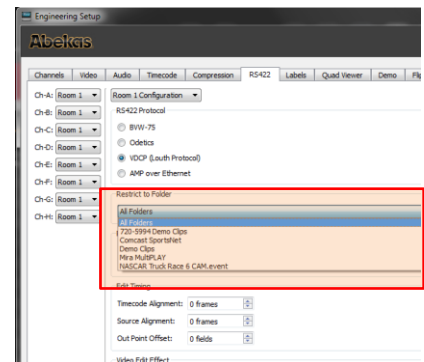 Engineering Setup
Abekas
Channels Video Audio Timecode Compression RS422 Labels Quad Viewer Demo
Ch-A: Room 1 Room 1 Configuration
Ch-B: Room 1 RS422 Protocol
Ch-C: Room 1 BVW-75
Ch-D: Room 1 Odetics
Ch-E: Room 1 VDCP (Louth Protocol)
Ch-F: Room 1 AMP over Ethernet
Ch-G: Room 1 Restrict to Folder
Ch-H: Room 1 All Folders
All Folders
720-5994 Demo Clips
Comcast SportsNet
Demo Clips
Mira MultiPLAY
NASCAR Truck Race 6 CAM.event
Edit Timing
Timecode Alignment: 0 frames
Source Alignment: 0 frames
Out Point Offset: 0 fields
Video Edit Effect